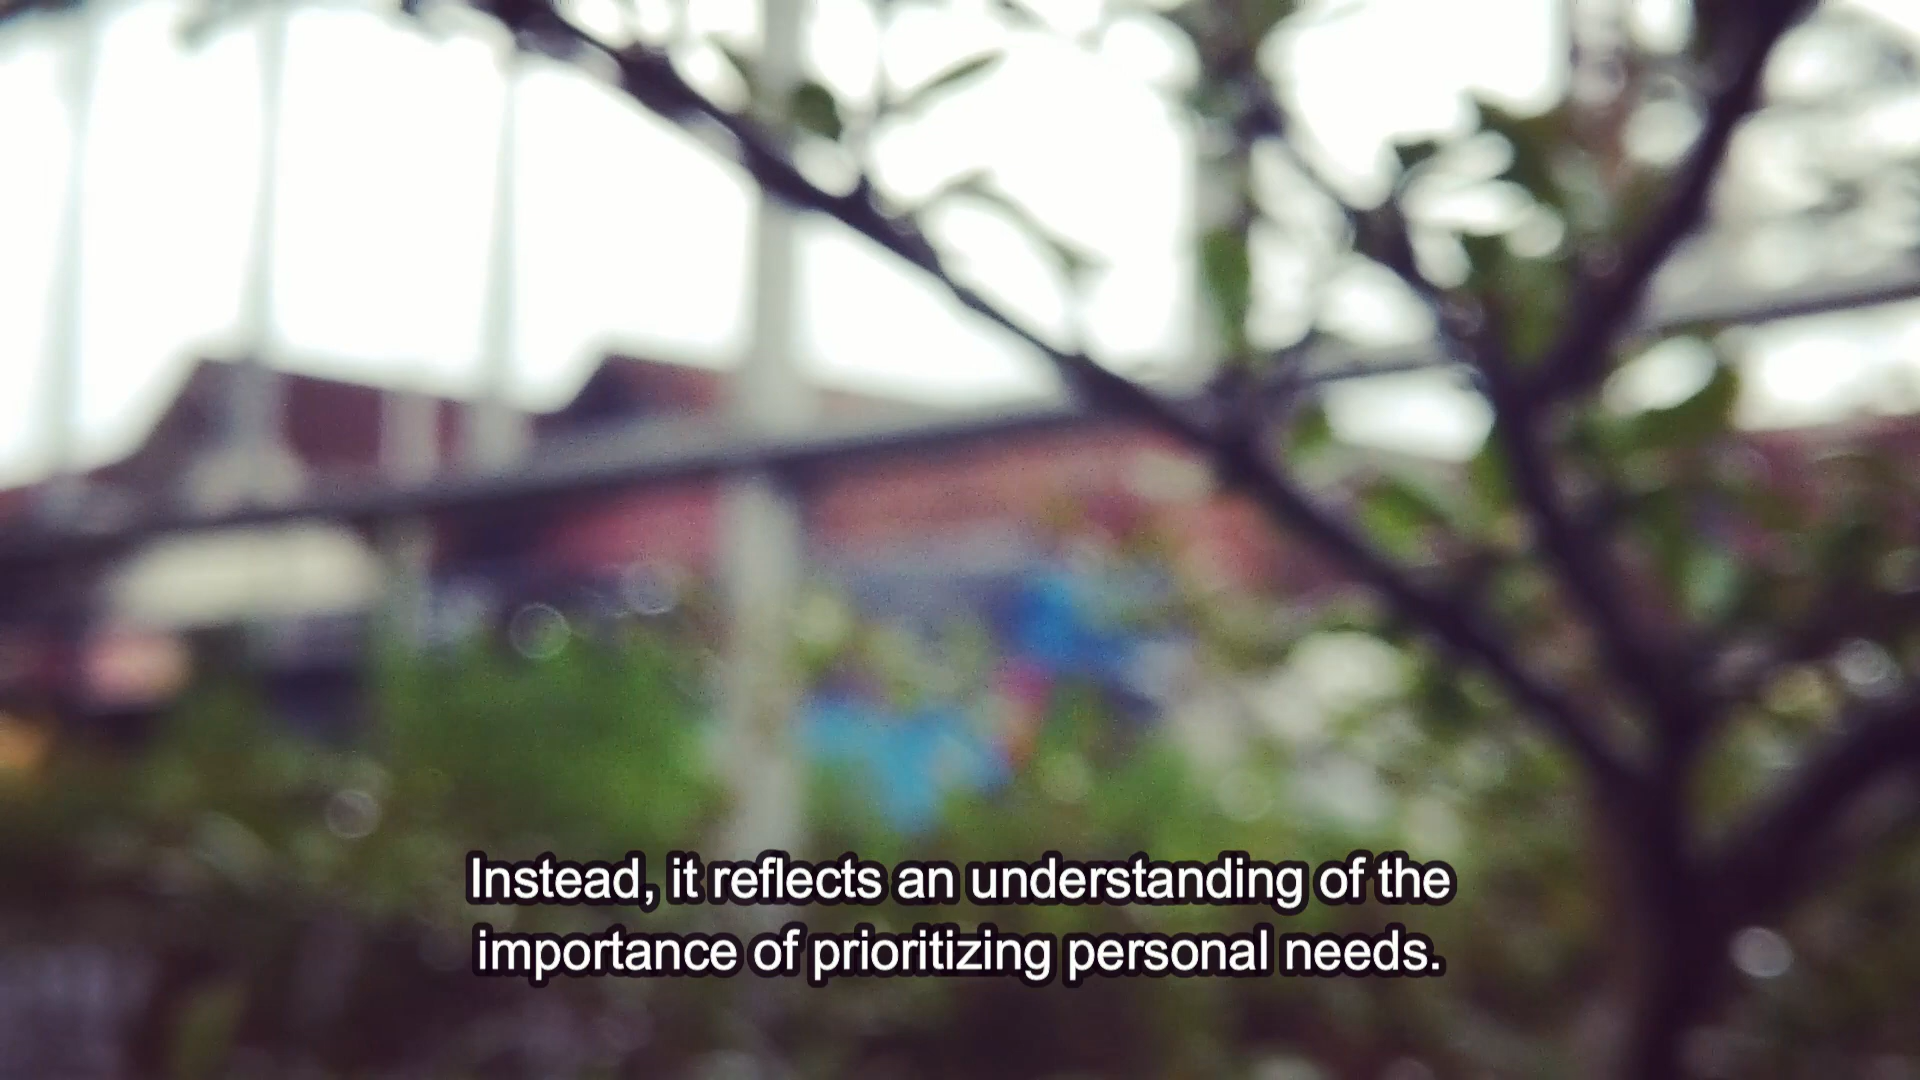 Instead, it reflects an understanding of the
importance of prioritizing personal needs.